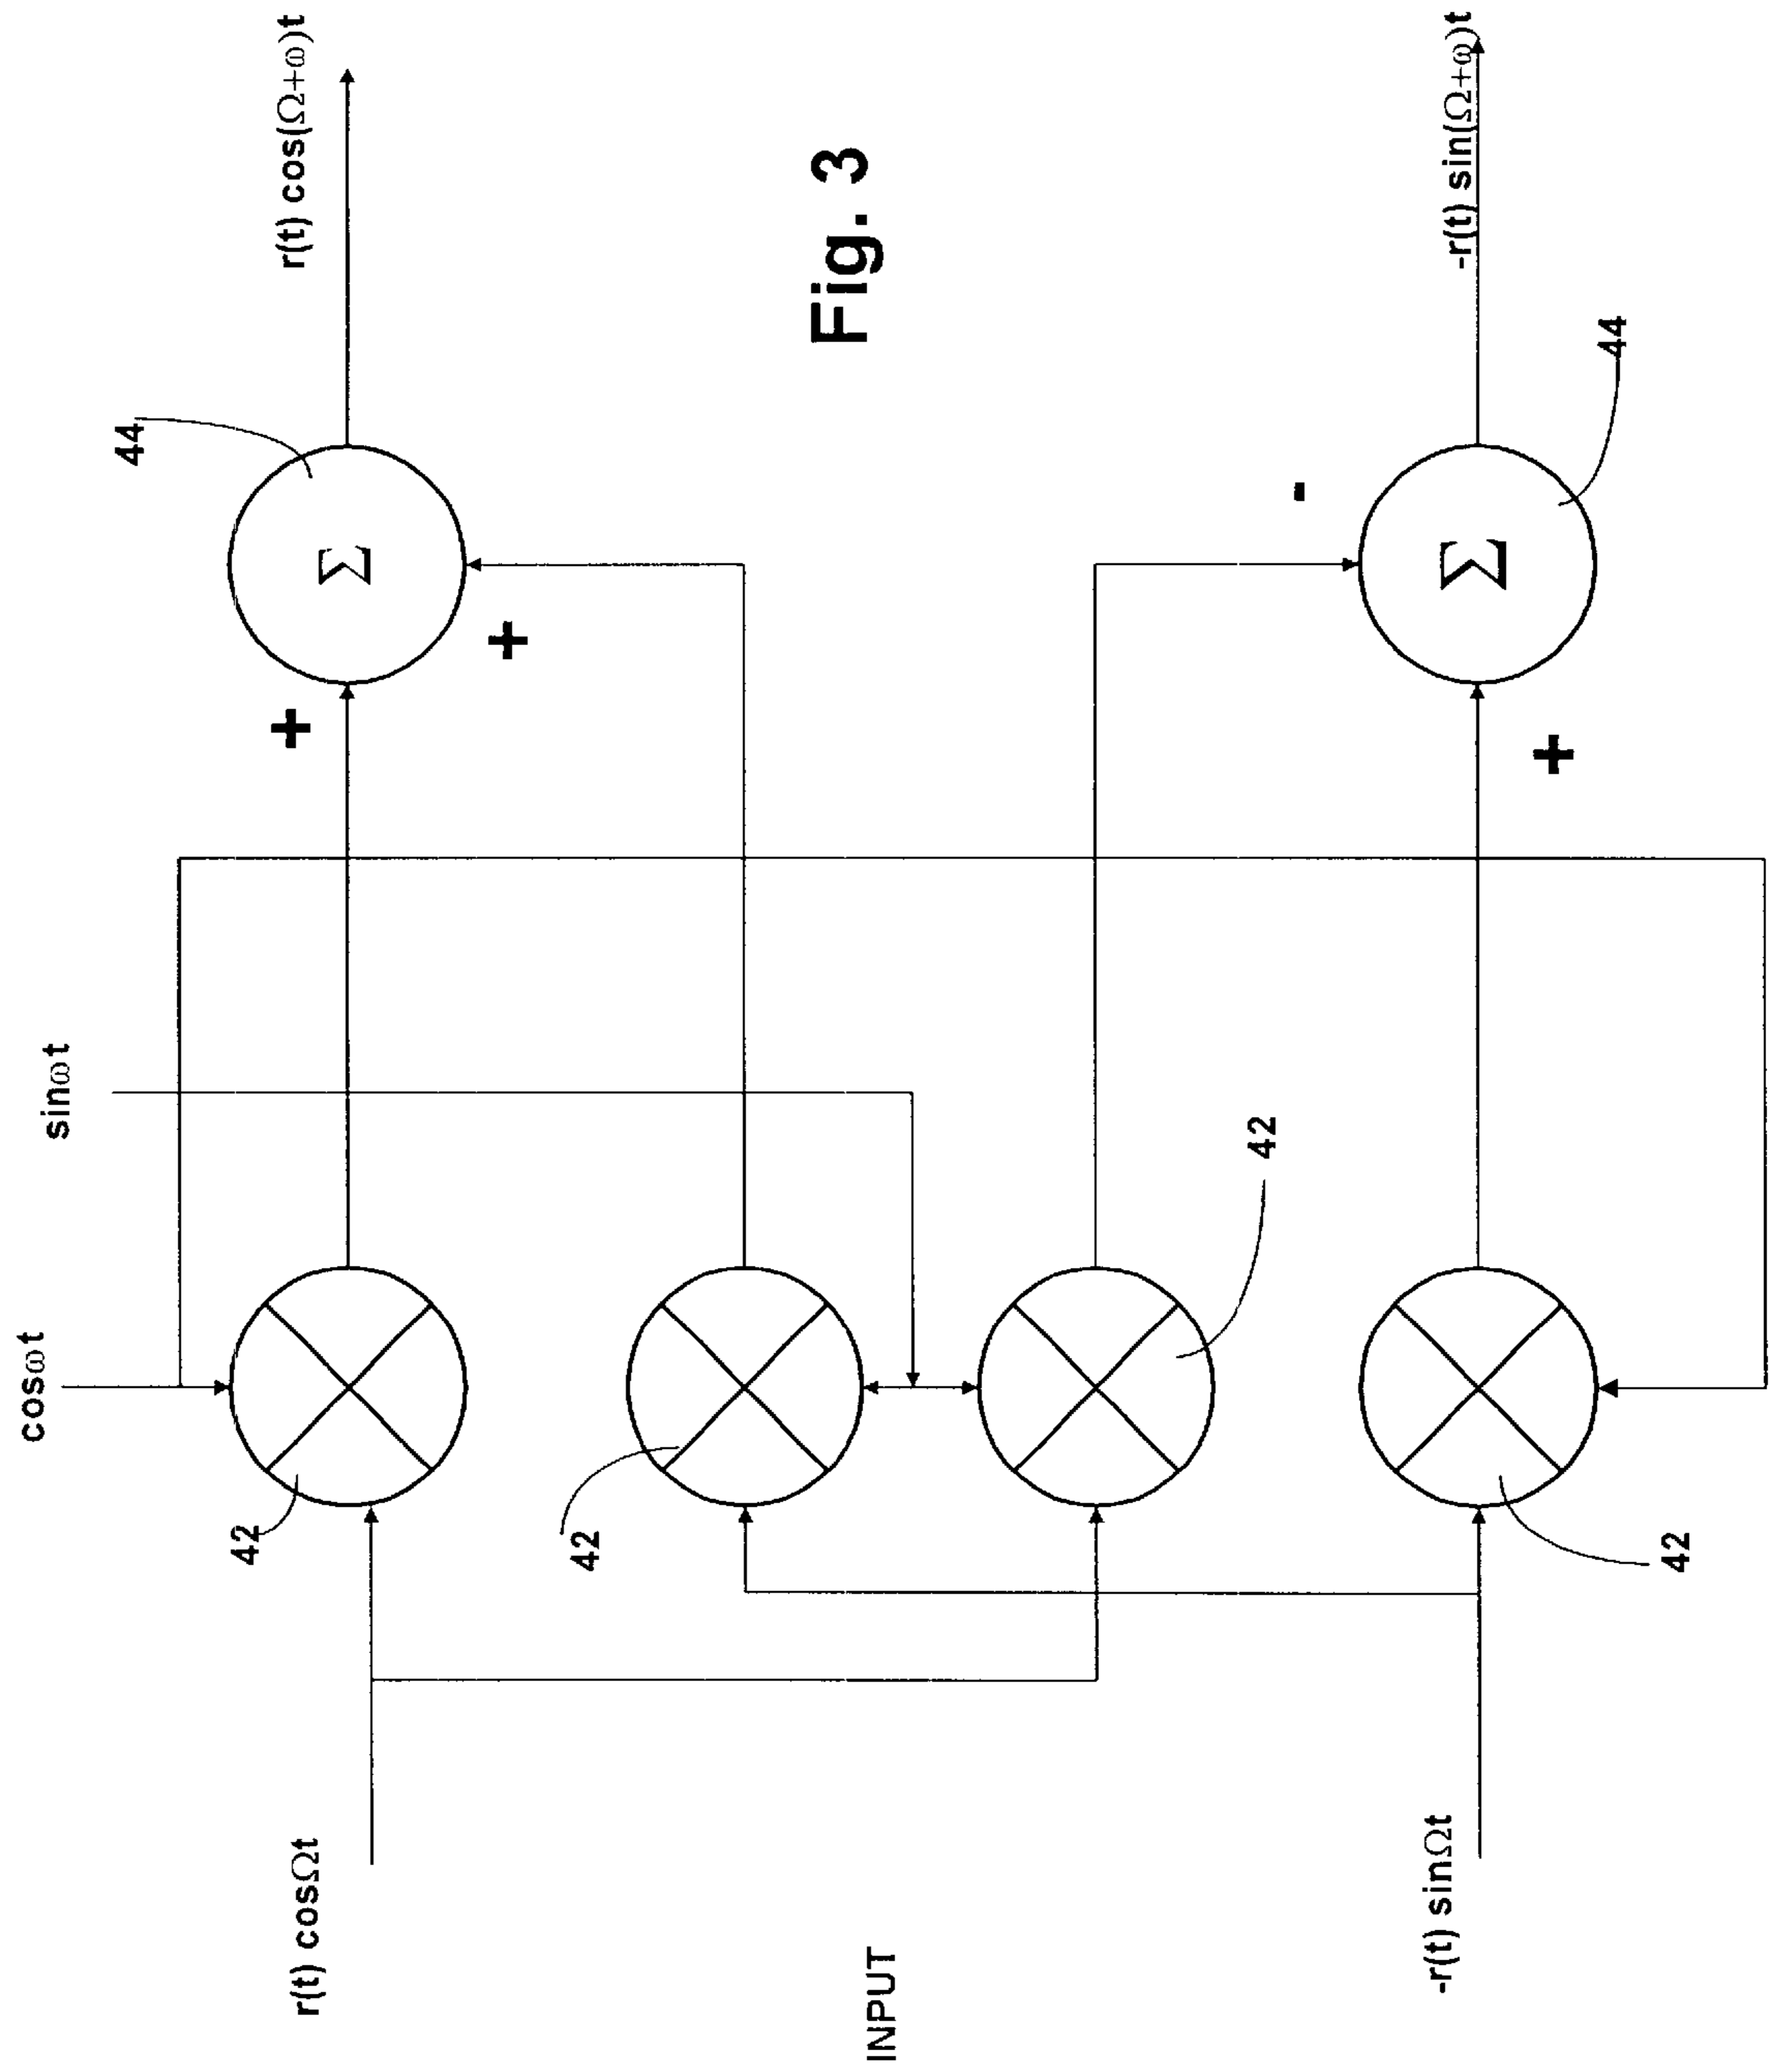 cosωt
sinωt
r(t) cosΩt
-r(t) sinΩt
INPUT
42
42
42
42
+
+
-
+
Σ
Σ
44
44
r(t) cos(Ω+ω)t
-r(t) sin(Ω+ω)t
Fig. 3